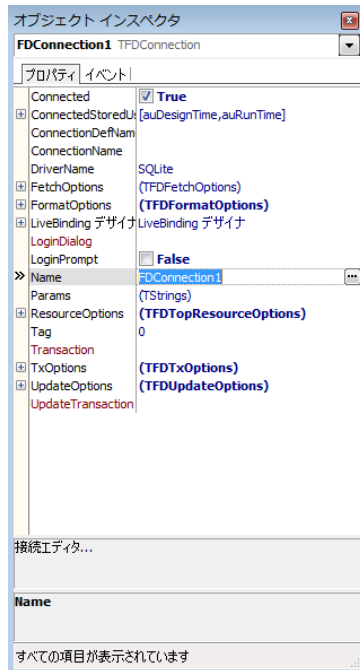 オブジェクト インスペクタ
FDConnection1 TFDConnection
プロパティ イベント
Connected True
ConnectedStoredU [auDesignTime,auRunTime]
ConnectionDefNam
ConnectionName
DriverName SQLite
FetchOptions (TFDFetchOptions)
FormatOptions (TFDFormatOptions)
LiveBinding デザイナ LiveBinding デザイナ
LoginDialog
LoginPrompt False
Name FDConnection1
Params (TStrings)
ResourceOptions (TFDTopResourceOptions)
Tag 0
Transaction
TxOptions (TFDTxOptions)
UpdateOptions (TFDUpdateOptions)
UpdateTransaction
接続エディタ...
Name
すべての項目が表示されています